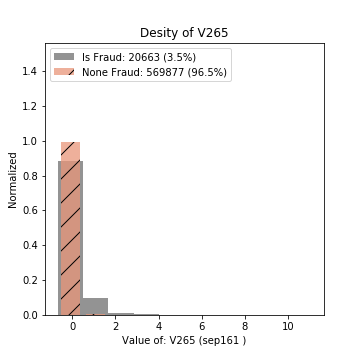 Desity of V265
Is Fraud: 20663 (3.5%)
None Fraud: 569877 (96.5%)
1.4
1.2
1.0
0.8
0.6
0.4
0.2
0.0
Normalized
0 2 4 6 8 10
Value of: V265 (sep161 )